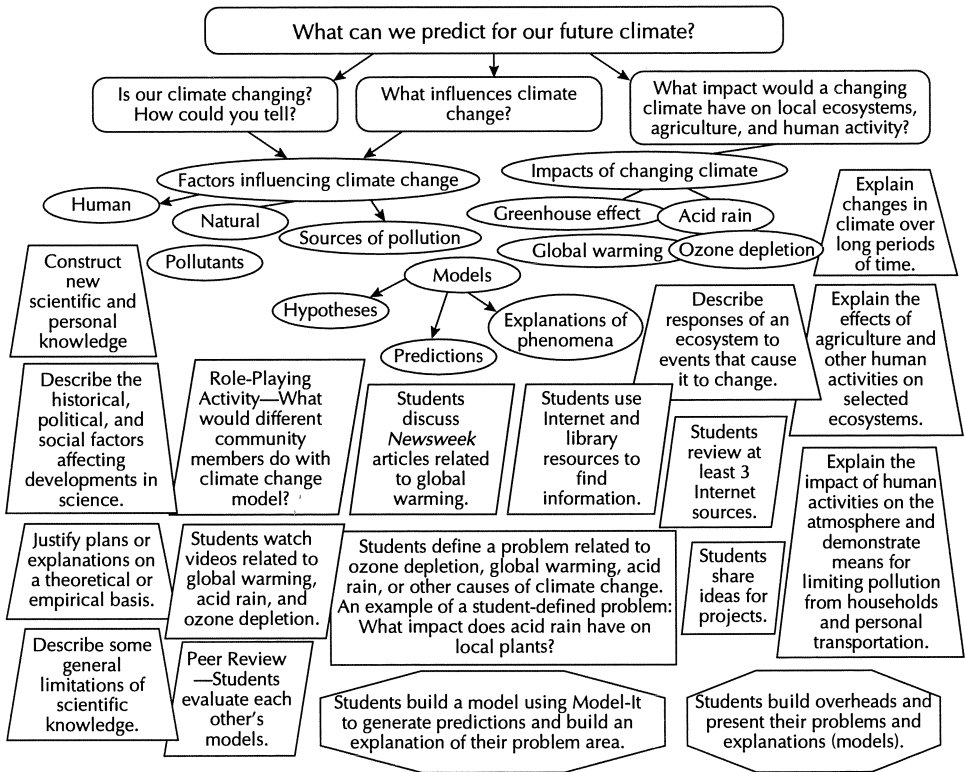 What can we predict for our future climate?
Is our climate changing?
How could you tell?
What influences climate
change?
What impact would a changing
climate have on local ecosystems,
agriculture, and human activity?
Factors influencing climate change
Impacts of changing climate
Human
Natural
Sources of pollution
Pollutants
Greenhouse effect
Acid rain
Global warming
Ozone depletion
Explain
changes in
climate over
long periods
of time.
Models
Hypotheses
Predictions
Explanations of
phenomena
Construct
new
scientific and
personal
knowledge
Describe
responses of an
ecosystem to
events that cause
it to change.
Explain the
effects of
agriculture and
other human
activities on
selected
ecosystems.
Describe the
historical,
political, and
social factors
affecting
developments in
science.
Role-Playing
Activity—What
would different
community
members do with
climate change
model?
Students
discuss
Newsweek
articles related
to global
warming.
Students use
Internet and
library
resources to
find
information.
Students
review at
least 3
Internet
sources.
Explain the
impact of human
activities on the
atmosphere and
demonstrate
means for
limiting pollution
from households
and personal
transportation.
Justify plans or
explanations on
a theoretical or
empirical basis.
Students watch
videos related to
global warming,
acid rain, and
ozone depletion.
Students define a problem related to
ozone depletion, global warming, acid
rain, or other causes of climate change.
An example of a student-defined problem:
What impact does acid rain have on
local plants?
Students
share
ideas for
projects.
Describe some
general
limitations of
scientific
knowledge.
Peer Review
—Students
evaluate each
other's
models.
Students build a model using Model-It
to generate predictions and build an
explanation of their problem area.
Students build overheads and
present their problems and
explanations (models).